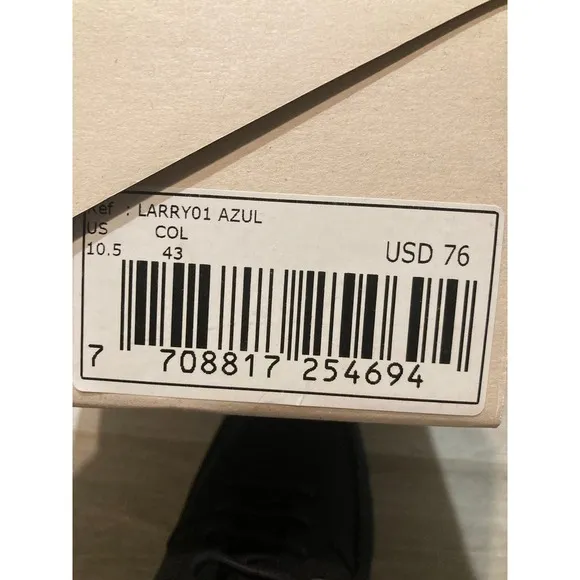 Ref : LARRY01 AZUL
US COL
10.5 43 USD 76
7 708817 254694